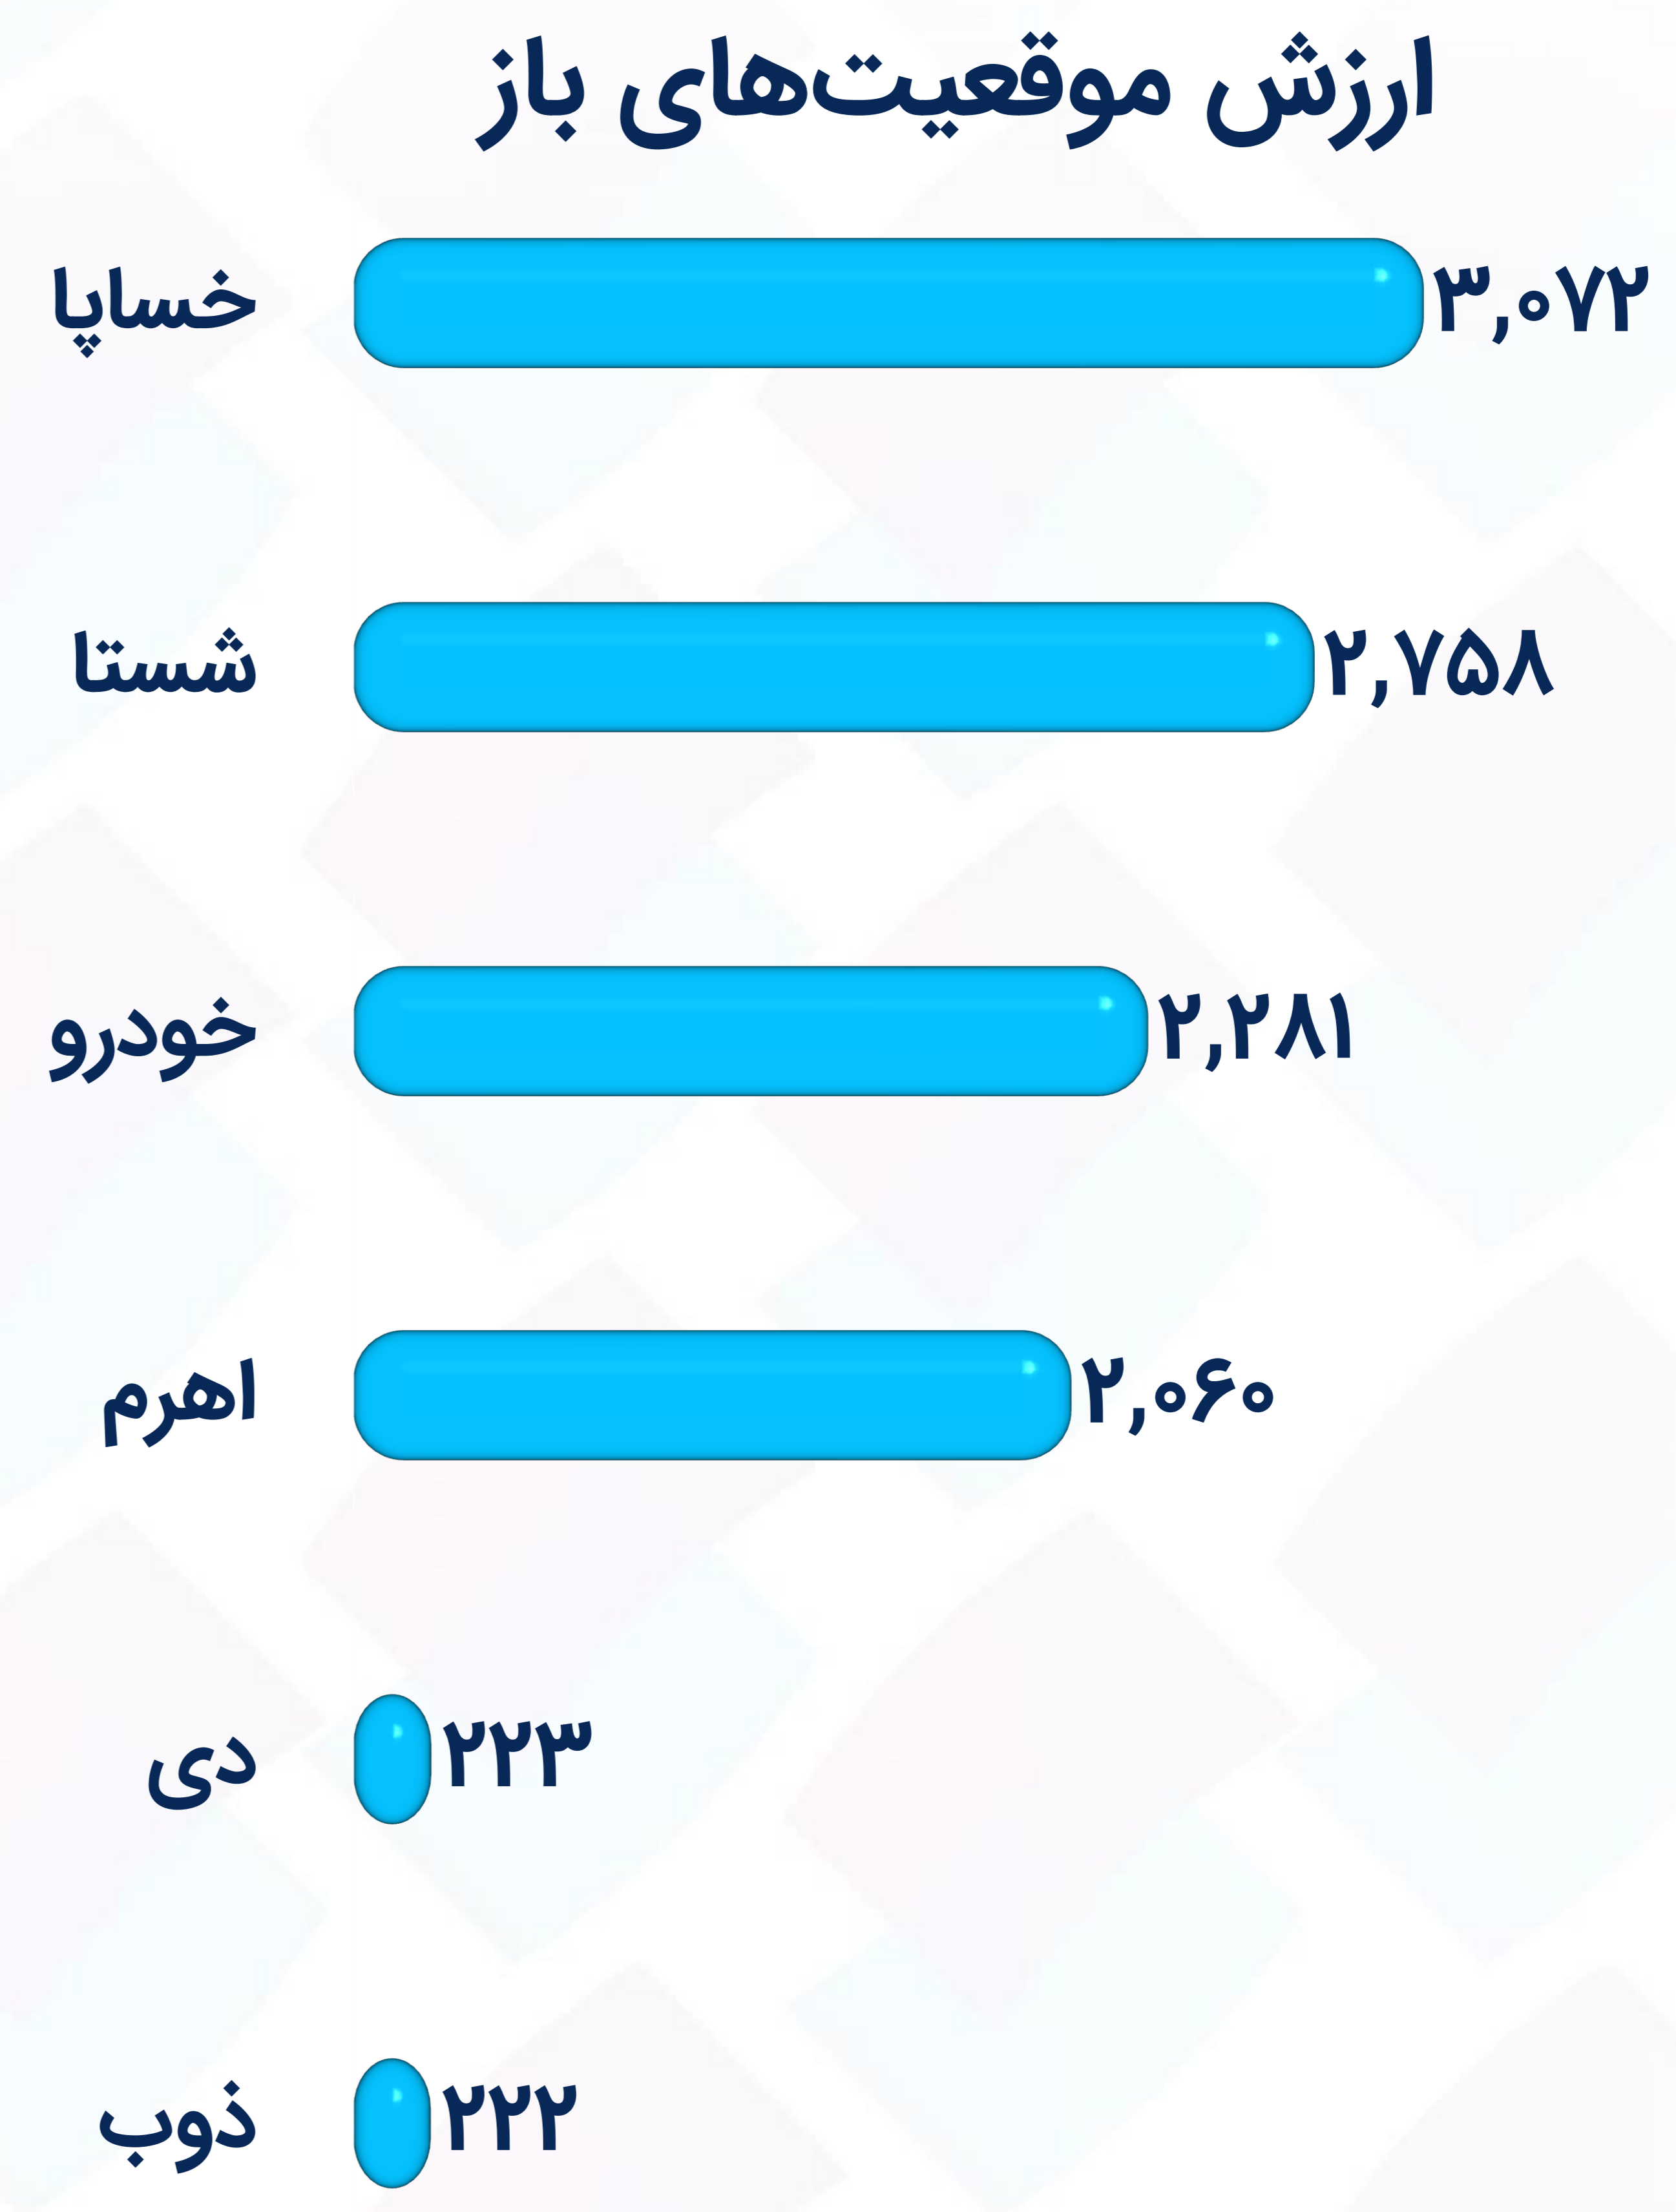 ارزش موقعیت‌های باز
خساپا ۳,۰۷۲
شستا ۲,۷۵۸
خودرو ۲,۲۸۱
اهرم ۲,۰۶۰
دی ۲۲۳
ذوب ۲۲۲